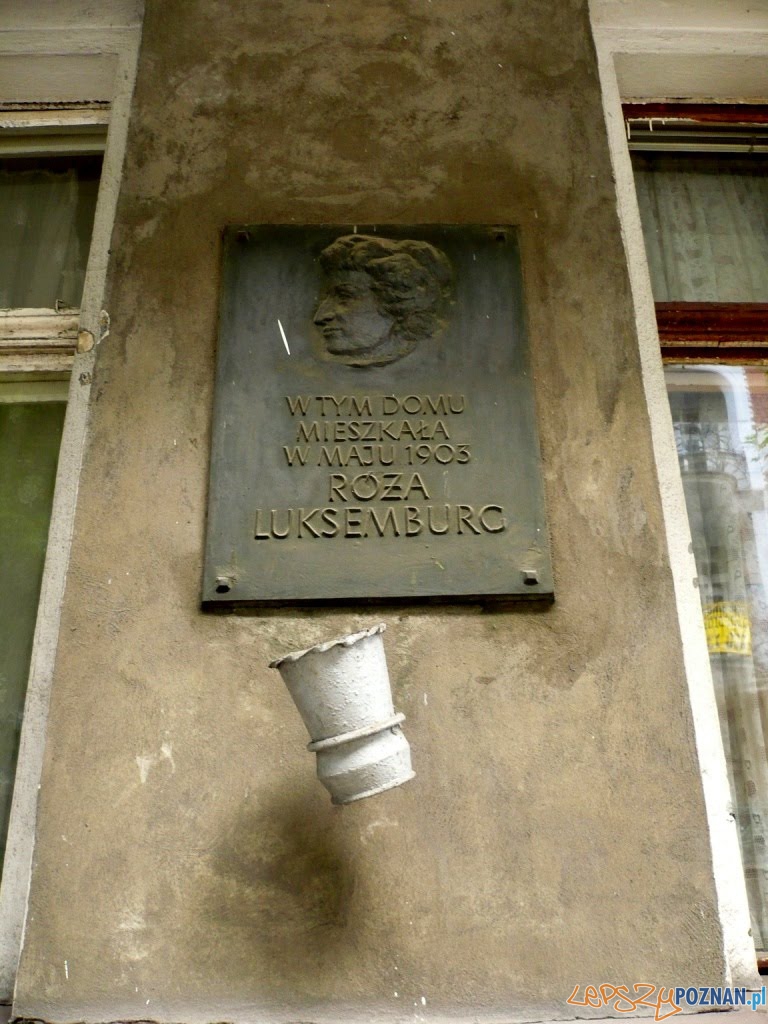 W TYM DOMU
MIESZKAŁA
W MAJU 1903
RÓŻA
LUKSEMBURG
LEPSZYPOZNAN.pl